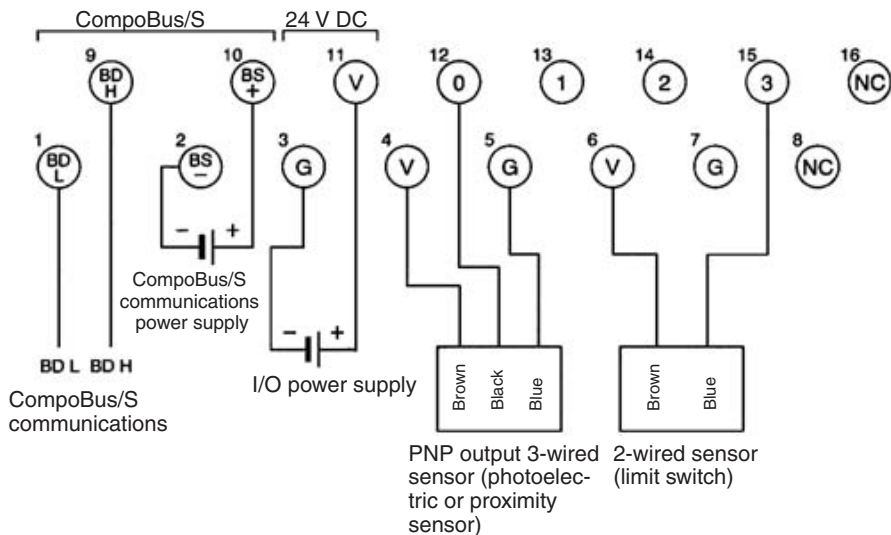 CompoBus/S 24 V DC
9 10 11 12 13 14 15 16
BD H BS + V 0 1 2 3 NC
1 2 3 4 5 6 7 8
BD L BS − G V G V G NC
− +
CompoBus/S
communications
power supply
− +
I/O power supply
BD L BD H
CompoBus/S
communications
Brown Black Blue
Brown Blue
PNP output 3-wired
sensor (photoelec-
tric or proximity
sensor)
2-wired sensor
(limit switch)